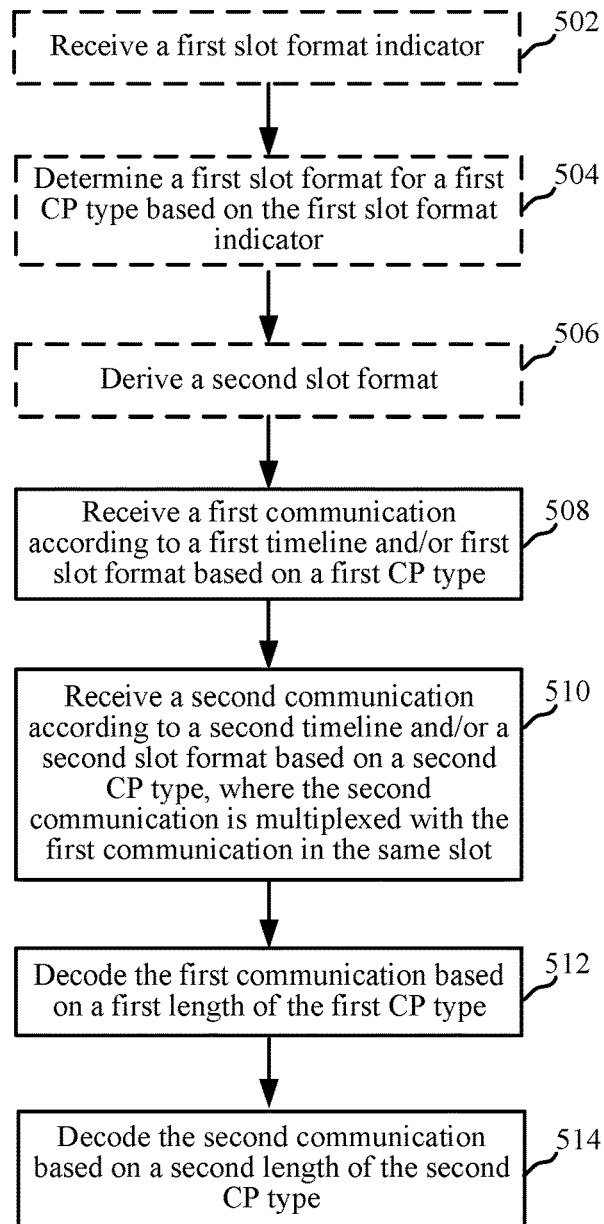 502
Receive a first slot format indicator
504
Determine a first slot format for a first
CP type based on the first slot format
indicator
506
Derive a second slot format
508
Receive a first communication
according to a first timeline and/or first
slot format based on a first CP type
510
Receive a second communication
according to a second timeline and/or a
second slot format based on a second
CP type, where the second
communication is multiplexed with the
first communication in the same slot
512
Decode the first communication based
on a first length of the first CP type
514
Decode the second communication
based on a second length of the second
CP type